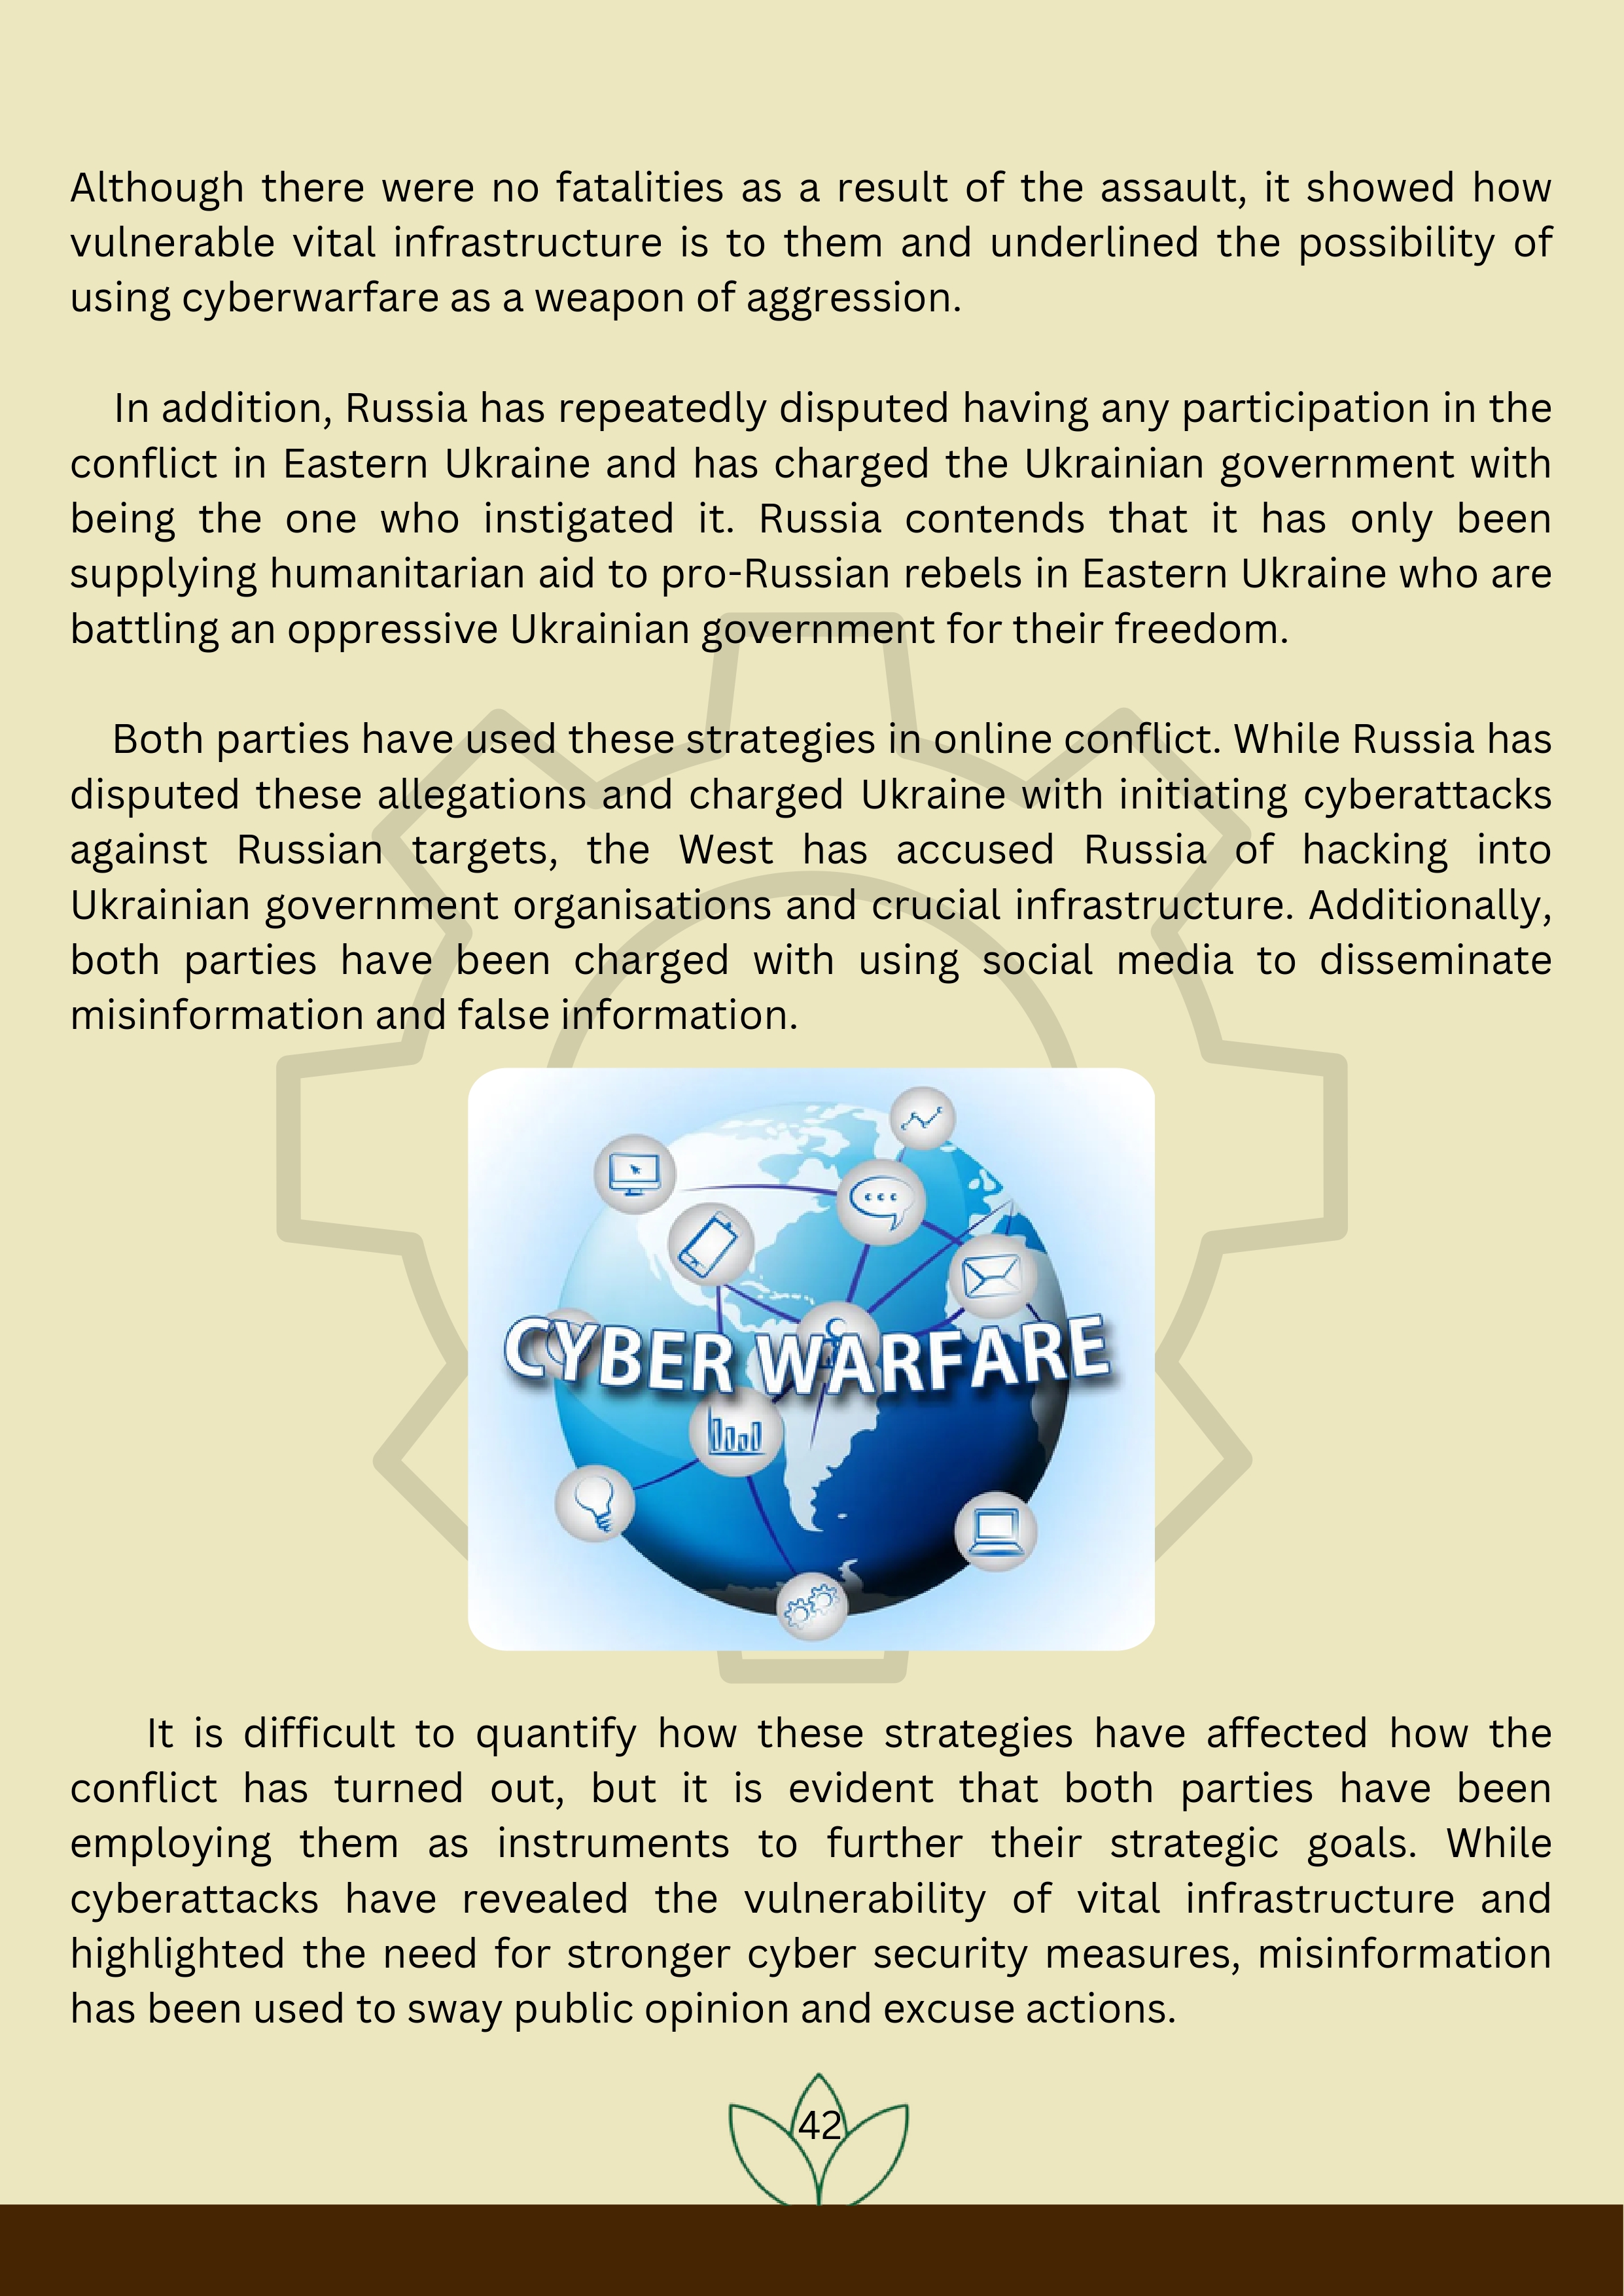 Although there were no fatalities as a result of the assault, it showed how
vulnerable vital infrastructure is to them and underlined the possibility of
using cyberwarfare as a weapon of aggression.
In addition, Russia has repeatedly disputed having any participation in the
conflict in Eastern Ukraine and has charged the Ukrainian government with
being the one who instigated it. Russia contends that it has only been
supplying humanitarian aid to pro-Russian rebels in Eastern Ukraine who are
battling an oppressive Ukrainian government for their freedom.
Both parties have used these strategies in online conflict. While Russia has
disputed these allegations and charged Ukraine with initiating cyberattacks
against Russian targets, the West has accused Russia of hacking into
Ukrainian government organisations and crucial infrastructure. Additionally,
both parties have been charged with using social media to disseminate
misinformation and false information.
CYBER WARFARE
It is difficult to quantify how these strategies have affected how the
conflict has turned out, but it is evident that both parties have been
employing them as instruments to further their strategic goals. While
cyberattacks have revealed the vulnerability of vital infrastructure and
highlighted the need for stronger cyber security measures, misinformation
has been used to sway public opinion and excuse actions.
42